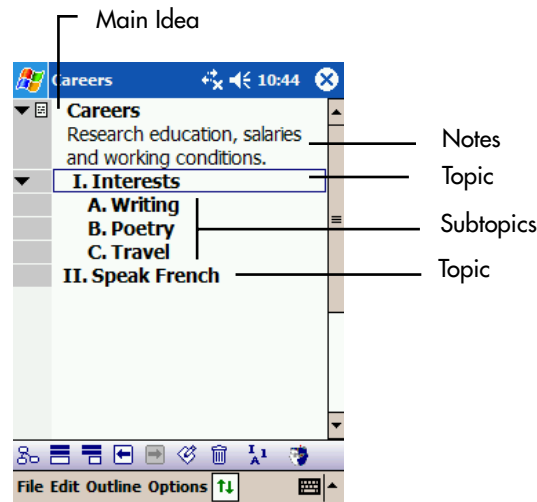 Main Idea
Careers 10:44
Careers
Research education, salaries
and working conditions.
Notes
I. Interests
Topic
A. Writing
B. Poetry
C. Travel
Subtopics
II. Speak French
Topic
File Edit Outline Options